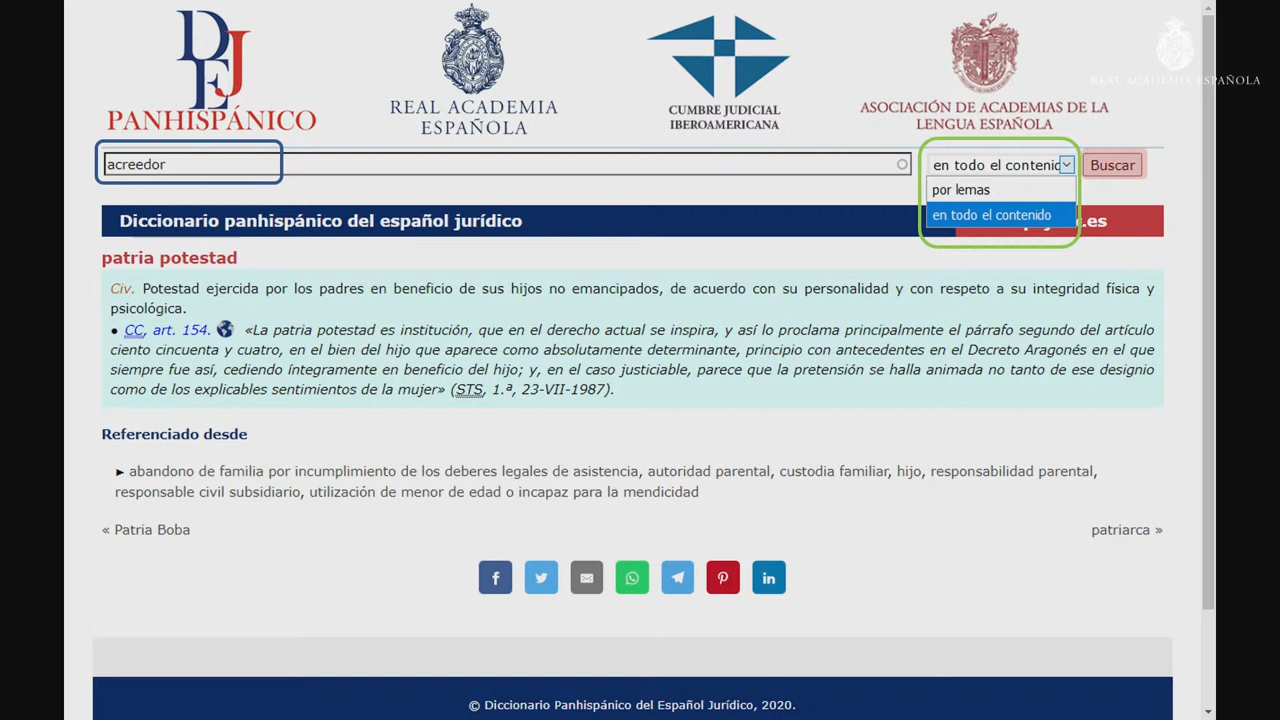 DEJ
PANHISPÁNICO
REAL ACADEMIA
ESPAÑOLA
CUMBRE JUDICIAL
IBEROAMERICANA
ASOCIACIÓN DE ACADEMIAS DE LA
LENGUA ESPAÑOLA
REAL ACADEMIA ESPAÑOLA
acreedor
en todo el contenid
Buscar
por lemas
en todo el contenido
Diccionario panhispánico del español jurídico
.es
patria potestad
Civ. Potestad ejercida por los padres en beneficio de sus hijos no emancipados, de acuerdo con su personalidad y con respeto a su integridad física y
psicológica.
• CC, art. 154. «La patria potestad es institución, que en el derecho actual se inspira, y así lo proclama principalmente el párrafo segundo del artículo
ciento cincuenta y cuatro, en el bien del hijo que aparece como absolutamente determinante, principio con antecedentes en el Decreto Aragonés en el que
siempre fue así, cediendo íntegramente en beneficio del hijo; y, en el caso justiciable, parece que la pretensión se halla animada no tanto de ese designio
como de los explicables sentimientos de la mujer» (STS, 1.ª, 23-VII-1987).
Referenciado desde
► abandono de familia por incumplimiento de los deberes legales de asistencia, autoridad parental, custodia familiar, hijo, responsabilidad parental,
responsable civil subsidiario, utilización de menor de edad o incapaz para la mendicidad
« Patria Boba
patriarca »
© Diccionario Panhispánico del Español Jurídico, 2020.